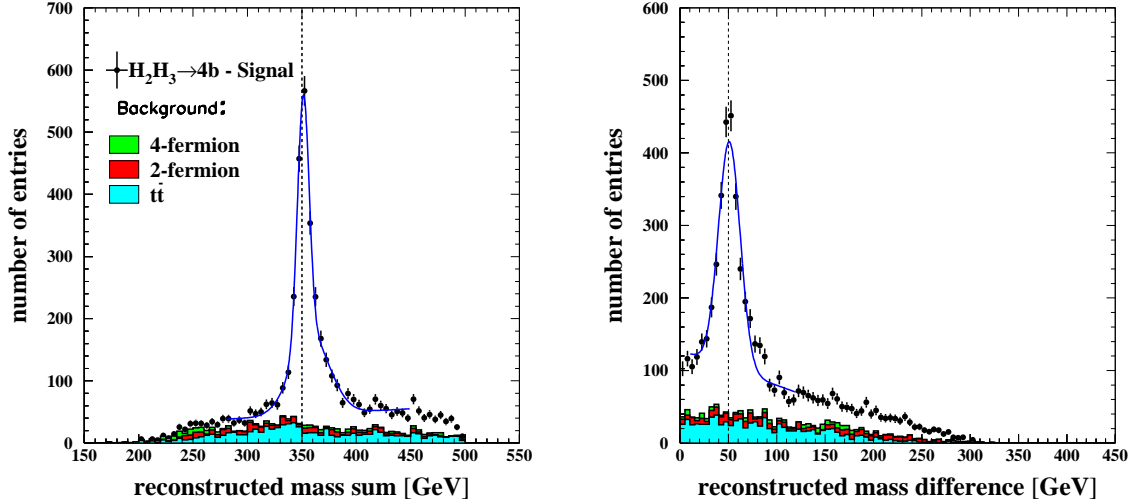 700
600
500
400
300
200
100
0
number of entries
H₂H₃→4b - Signal
Background:
4-fermion
2-fermion
tt̄
150 200 250 300 350 400 450 500 550
reconstructed mass sum [GeV]
600
500
400
300
200
100
0
number of entries
0 50 100 150 200 250 300 350 400 450
reconstructed mass difference [GeV]